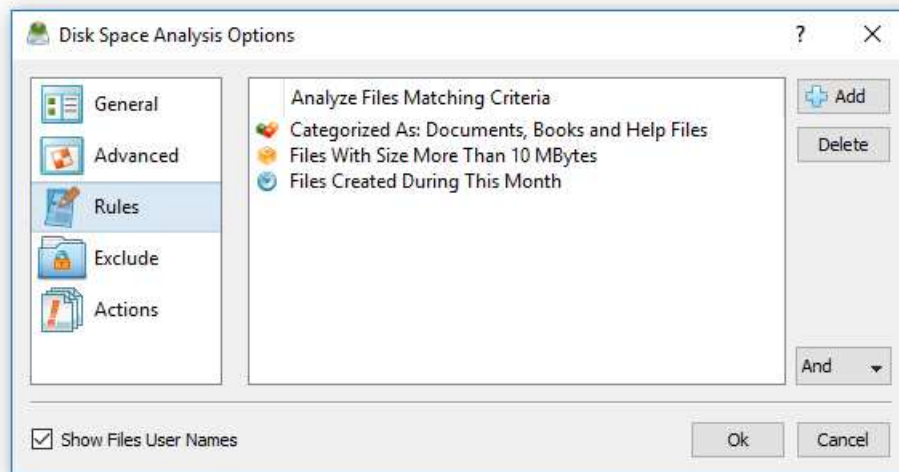 Disk Space Analysis Options
?
General
Advanced
Rules
Exclude
Actions
Analyze Files Matching Criteria
Categorized As: Documents, Books and Help Files
Files With Size More Than 10 MBytes
Files Created During This Month
Add
Delete
And
Show Files User Names
Ok
Cancel